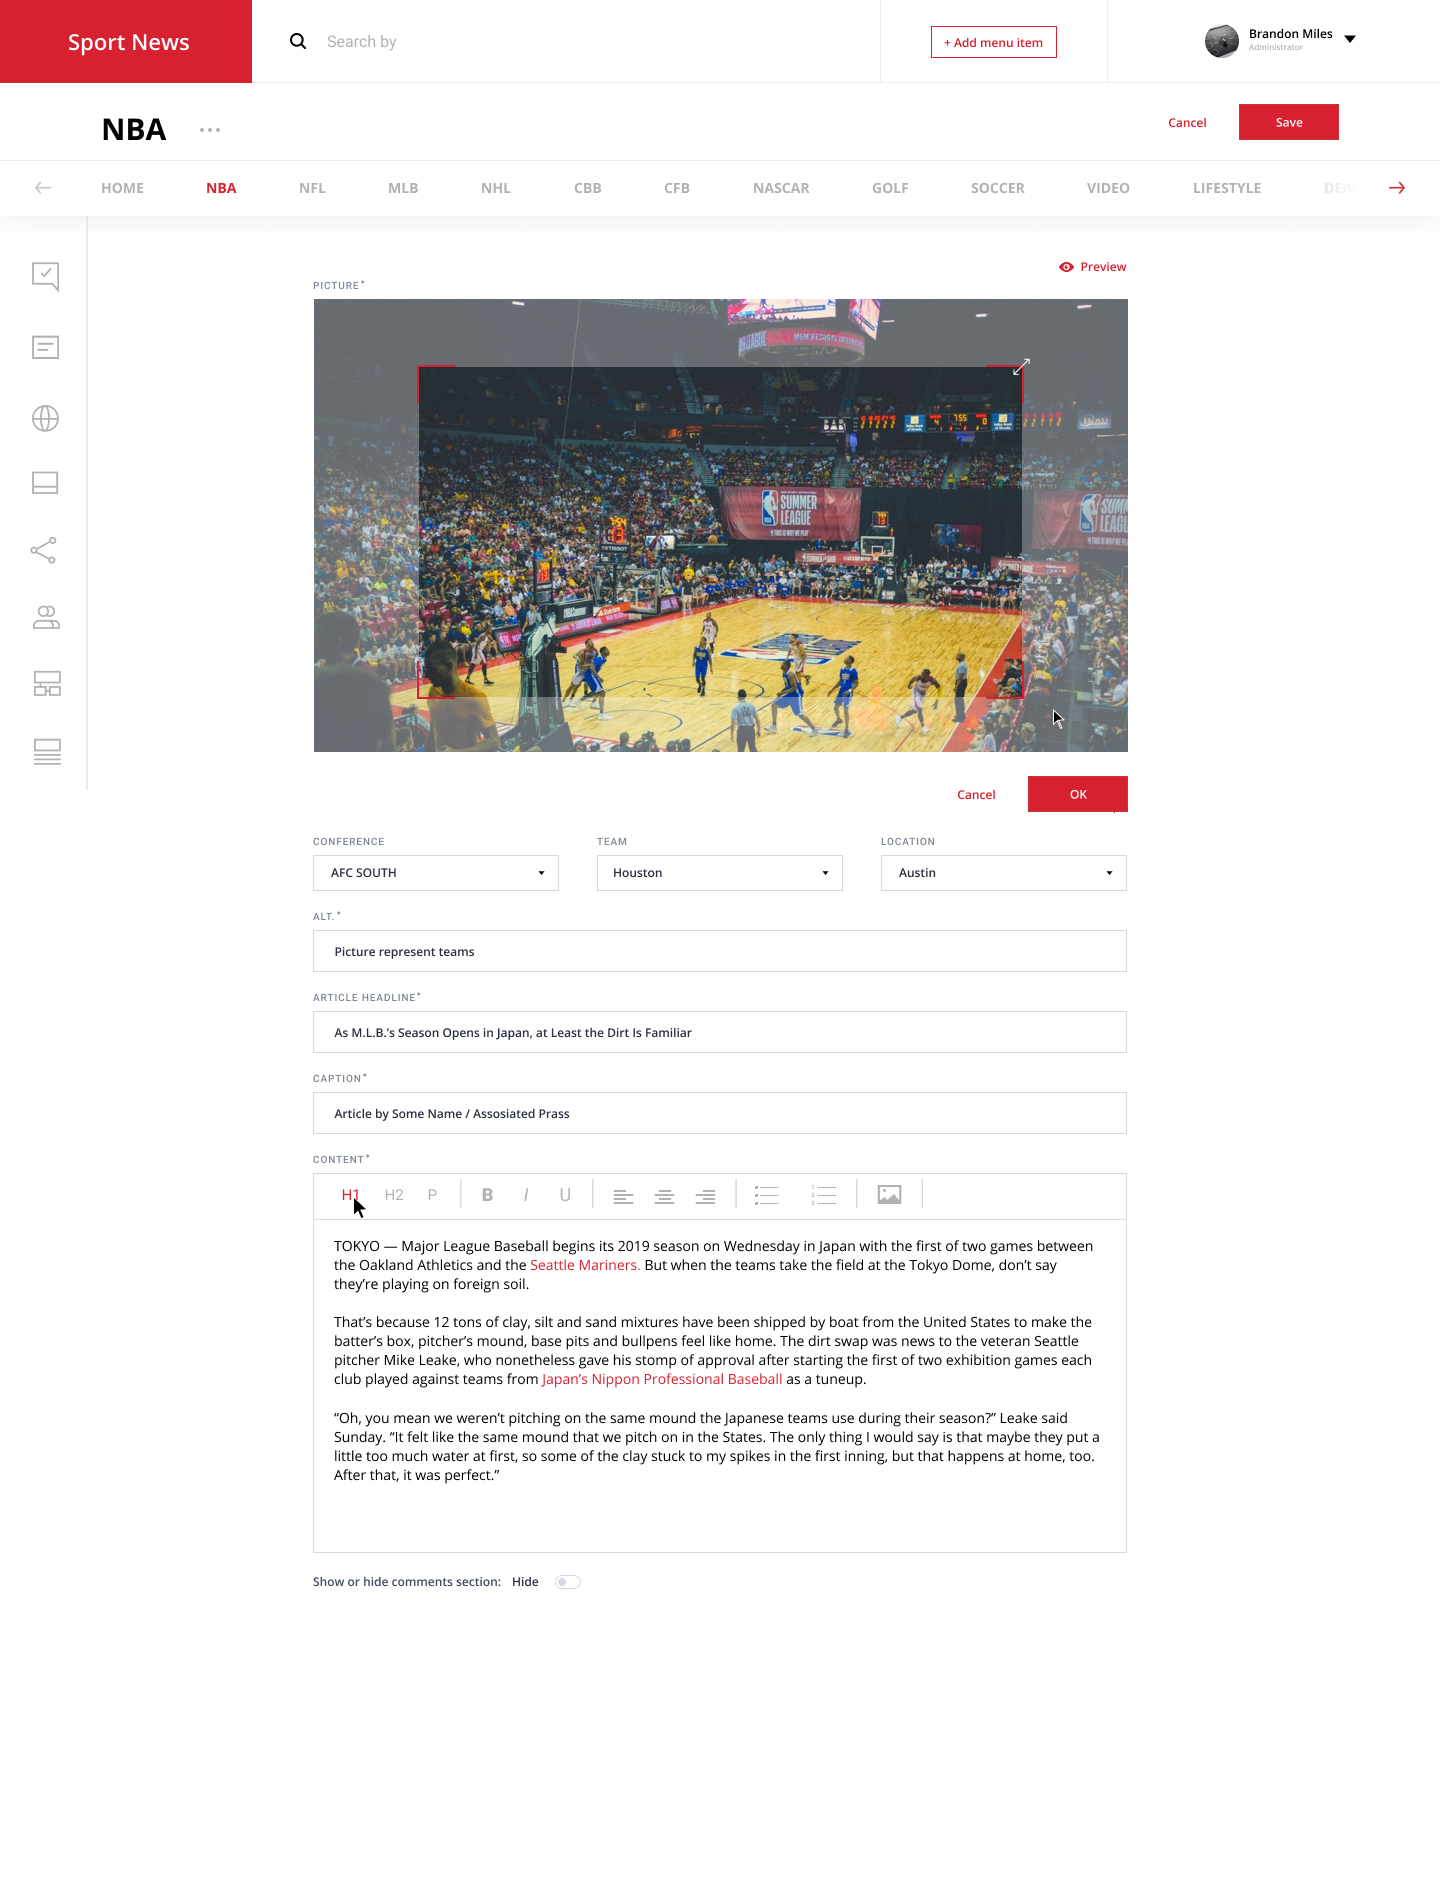 Sport News
Search by
+ Add menu item
Brandon Miles
Administrator
NBA
Cancel
Save
HOME NBA NFL MLB NHL CBB CFB NASCAR GOLF SOCCER VIDEO LIFESTYLE DEA
Preview
PICTURE*
SUMMER
LEAGUE
7:55
7:54
Cancel
OK
CONFERENCE TEAM LOCATION
AFC SOUTH Houston Austin
ALT.*
Picture represent teams
ARTICLE HEADLINE*
As M.L.B.’s Season Opens in Japan, at Least the Dirt Is Familiar
CAPTION*
Article by Some Name / Assosiated Prass
CONTENT*
H1 H2 P B I U
TOKYO — Major League Baseball begins its 2019 season on Wednesday in Japan with the first of two games between
the Oakland Athletics and the Seattle Mariners. But when the teams take the field at the Tokyo Dome, don’t say
they’re playing on foreign soil.
That’s because 12 tons of clay, silt and sand mixtures have been shipped by boat from the United States to make the
batter’s box, pitcher’s mound, base pits and bullpens feel like home. The dirt swap was news to the veteran Seattle
pitcher Mike Leake, who nonetheless gave his stomp of approval after starting the first of two exhibition games each
club played against teams from Japan’s Nippon Professional Baseball as a tuneup.
“Oh, you mean we weren’t pitching on the same mound the Japanese teams use during their season?” Leake said
Sunday. “It felt like the same mound that we pitch on in the States. The only thing I would say is that maybe they put a
little too much water at first, so some of the clay stuck to my spikes in the first inning, but that happens at home, too.
After that, it was perfect.”
Show or hide comments section: Hide